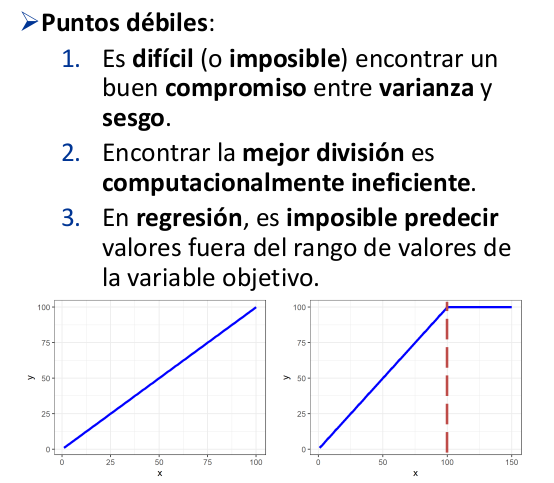 ➢Puntos débiles:
1. Es difícil (o imposible) encontrar un
buen compromiso entre varianza y
sesgo.
2. Encontrar la mejor división es
computacionalmente ineficiente.
3. En regresión, es imposible predecir
valores fuera del rango de valores de
la variable objetivo.
100
75
50
25
0
y
0 25 50 75 100
x
100
75
50
25
0
y
0 50 100 150
x